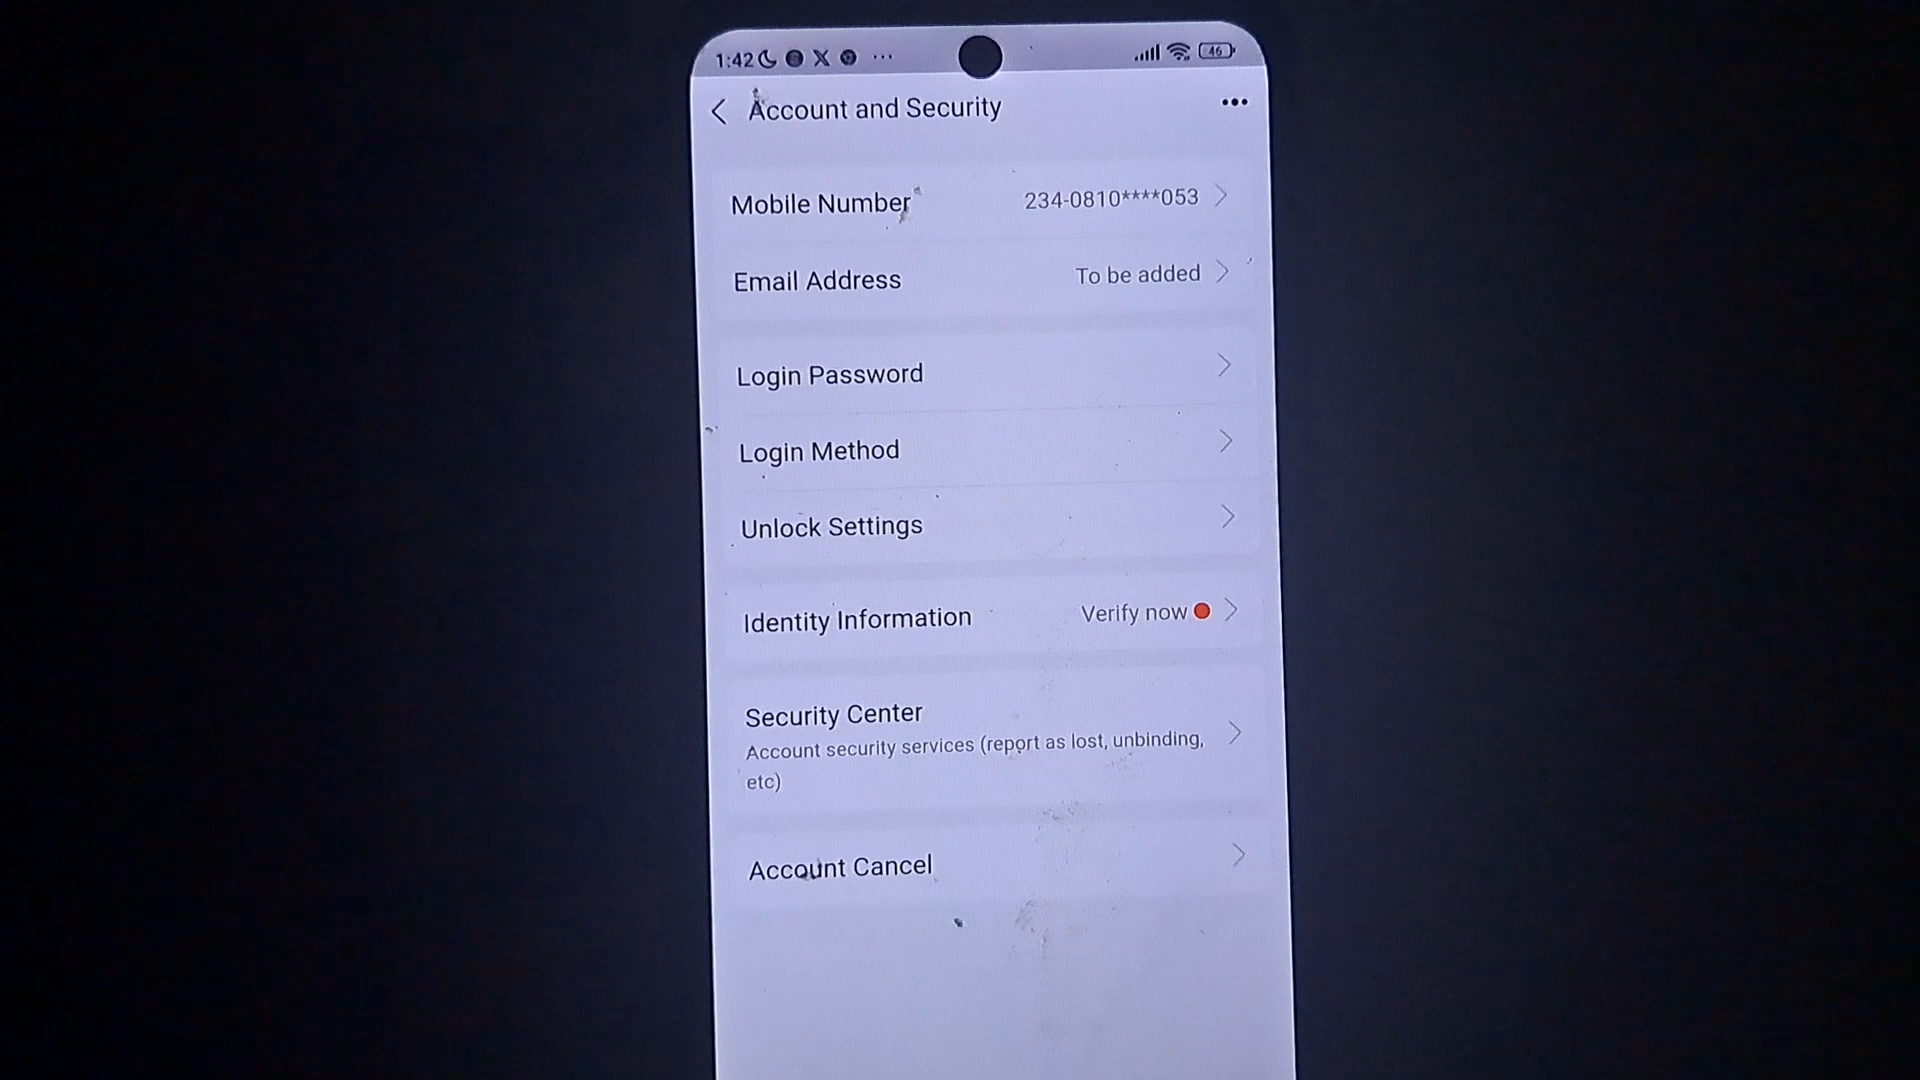 1:42 X ...
46
Account and Security
Mobile Number 234-0810****053
Email Address To be added
Login Password
Login Method
Unlock Settings
Identity Information Verify now
Security Center
Account security services (report as lost, unbinding,
etc)
Account Cancel